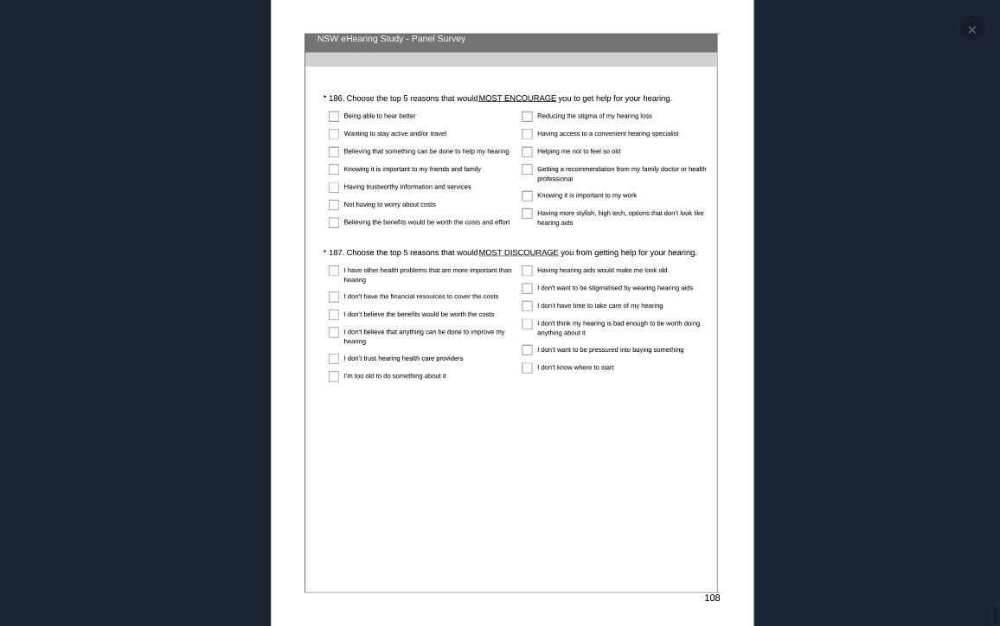 NSW eHearing Study - Panel Survey
* 186. Choose the top 5 reasons that would MOST ENCOURAGE you to get help for your hearing.
Being able to hear better
Wanting to stay active and/or travel
Believing that something can be done to help my hearing
Knowing it is important to my friends and family
Having trustworthy information and services
Not having to worry about costs
Believing the benefits would be worth the costs and effort
Reducing the stigma of my hearing loss
Having access to a convenient hearing specialist
Helping me not to feel so old
Getting a recommendation from my family doctor or health
professional
Knowing it is important to my work
Having more stylish, high tech, options that don't look like
hearing aids
* 187. Choose the top 5 reasons that would MOST DISCOURAGE you from getting help for your hearing.
I have other health problems that are more important than
hearing
I don't have the financial resources to cover the costs
I don't believe the benefits would be worth the costs
I don't believe that anything can be done to improve my
hearing
I don't trust hearing health care providers
I'm too old to do something about it
Having hearing aids would make me look old
I don't want to be stigmatised by wearing hearing aids
I don't have time to take care of my hearing
I don't think my hearing is bad enough to be worth doing
anything about it
I don't want to be pressured into buying something
I don't know where to start
108